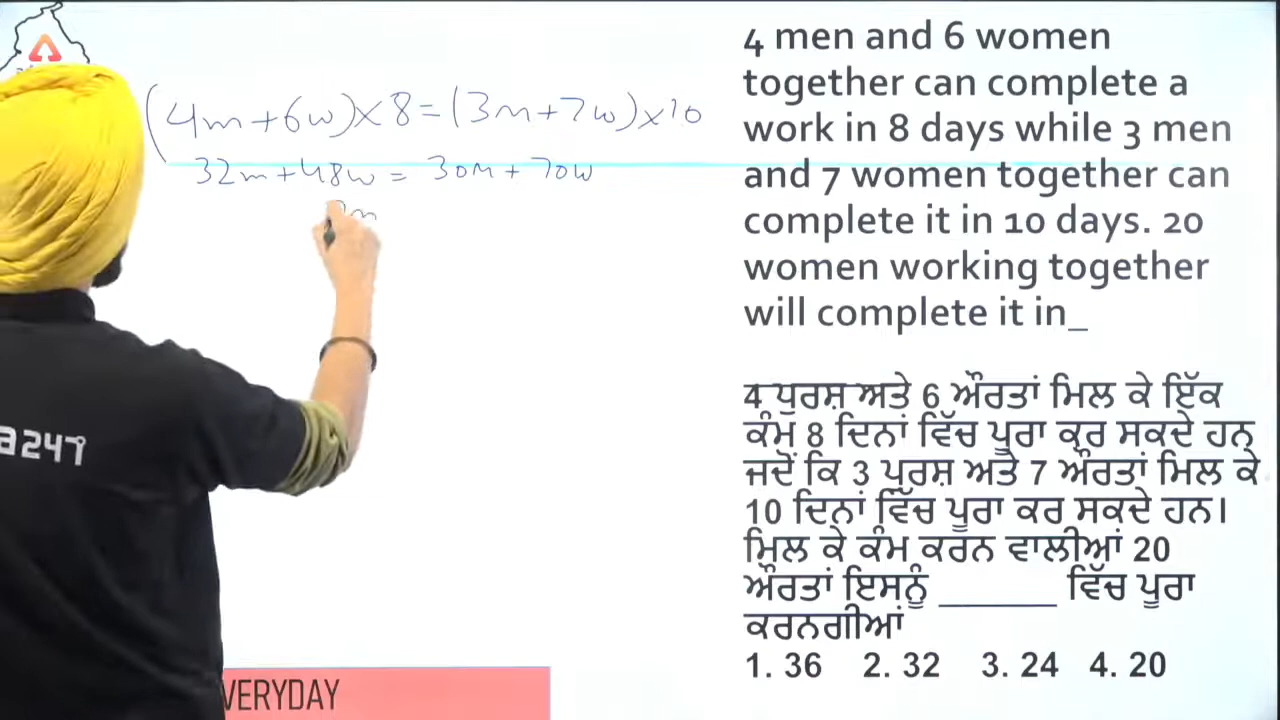 4 men and 6 women
together can complete a
work in 8 days while 3 men
and 7 women together can
complete it in 10 days. 20
women working together
will complete it in_
(4m+6w)×8=(3m+7w)×10
32m+48w = 30m + 70w
2m
4 ਪੁਰਸ਼ ਅਤੇ 6 ਔਰਤਾਂ ਮਿਲ ਕੇ ਇੱਕ
ਕੰਮ 8 ਦਿਨਾਂ ਵਿੱਚ ਪੂਰਾ ਕਰ ਸਕਦੇ ਹਨ
ਜਦੋਂ ਕਿ 3 ਪੁਰਸ਼ ਅਤੇ 7 ਔਰਤਾਂ ਮਿਲ ਕੇ
10 ਦਿਨਾਂ ਵਿੱਚ ਪੂਰਾ ਕਰ ਸਕਦੇ ਹਨ।
ਮਿਲ ਕੇ ਕੰਮ ਕਰਨ ਵਾਲੀਆਂ 20
ਔਰਤਾਂ ਇਸਨੂੰ ______ ਵਿੱਚ ਪੂਰਾ
ਕਰਨਗੀਆਂ
1. 36 2. 32 3. 24 4. 20
a247
VERYDAY